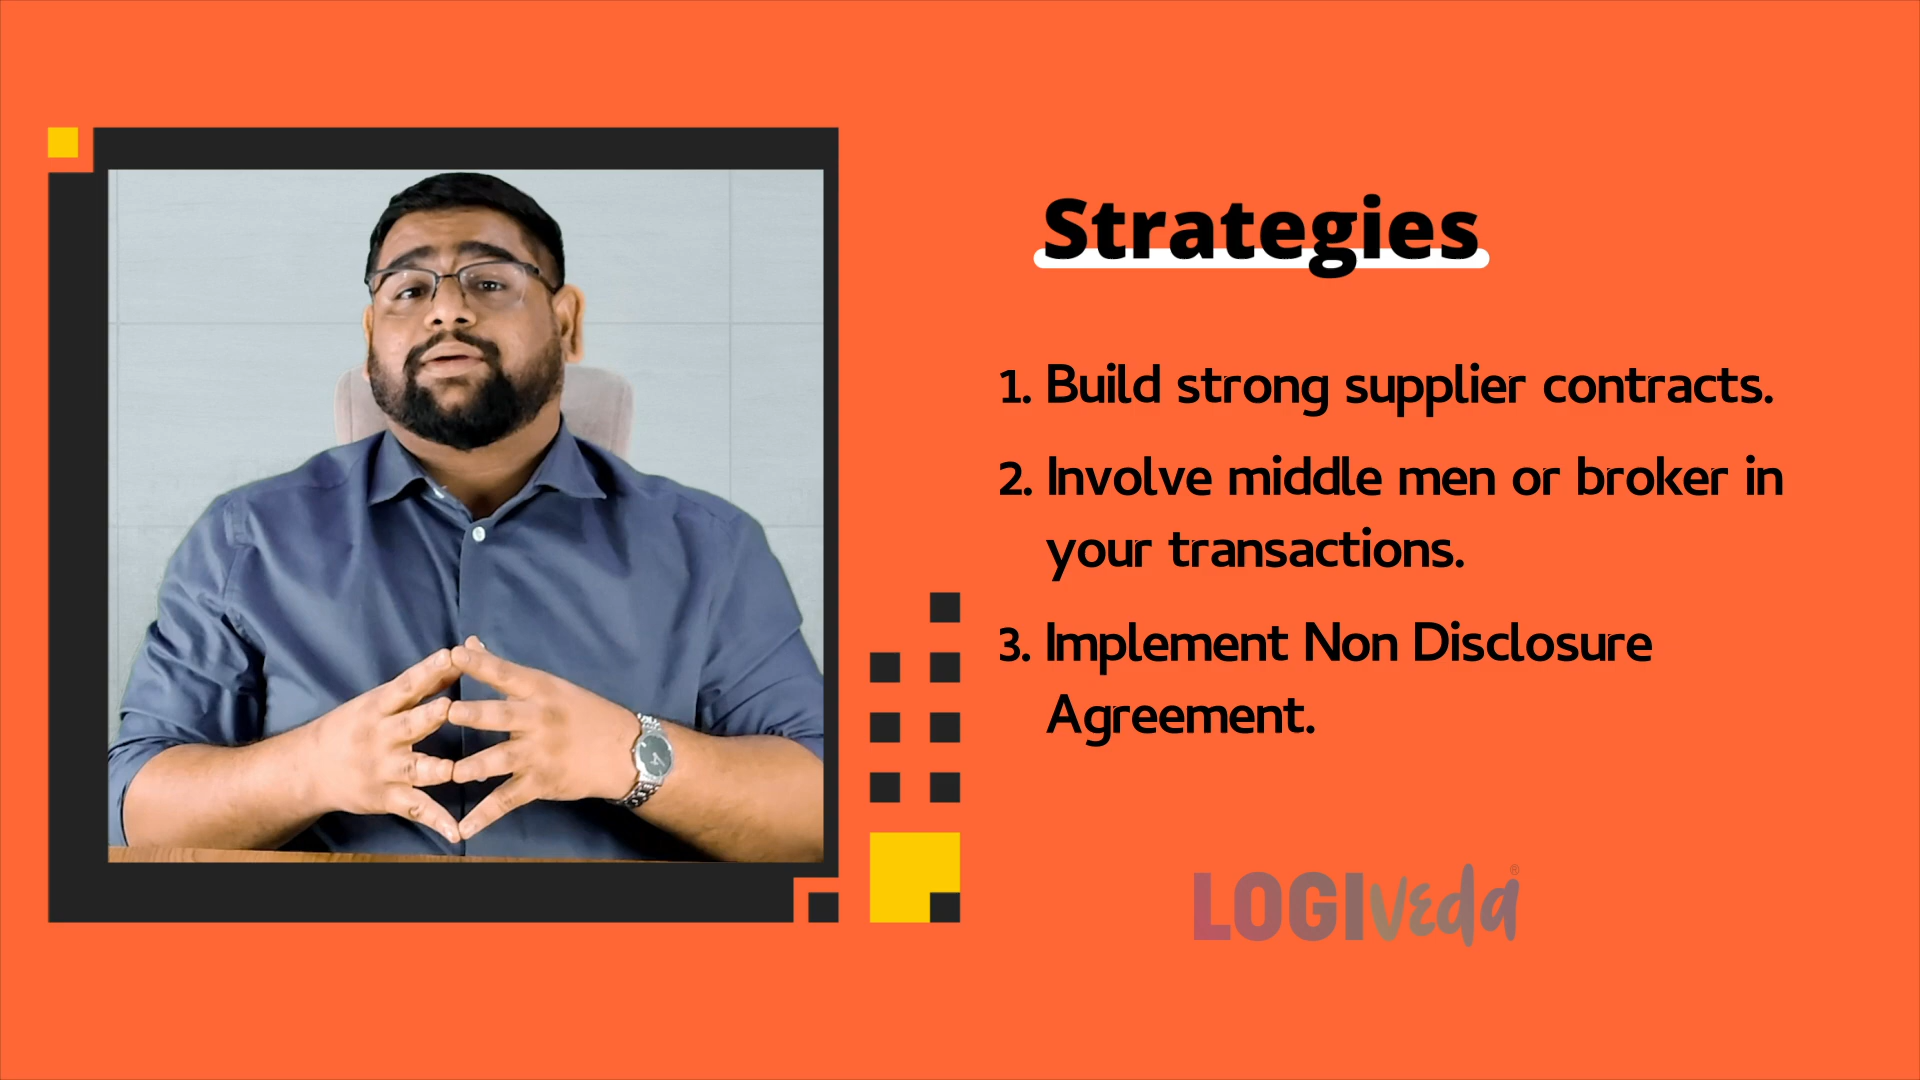 Strategies
1. Build strong supplier contracts.
2. Involve middle men or broker in
your transactions.
3. Implement Non Disclosure
Agreement.
LOGIveda®